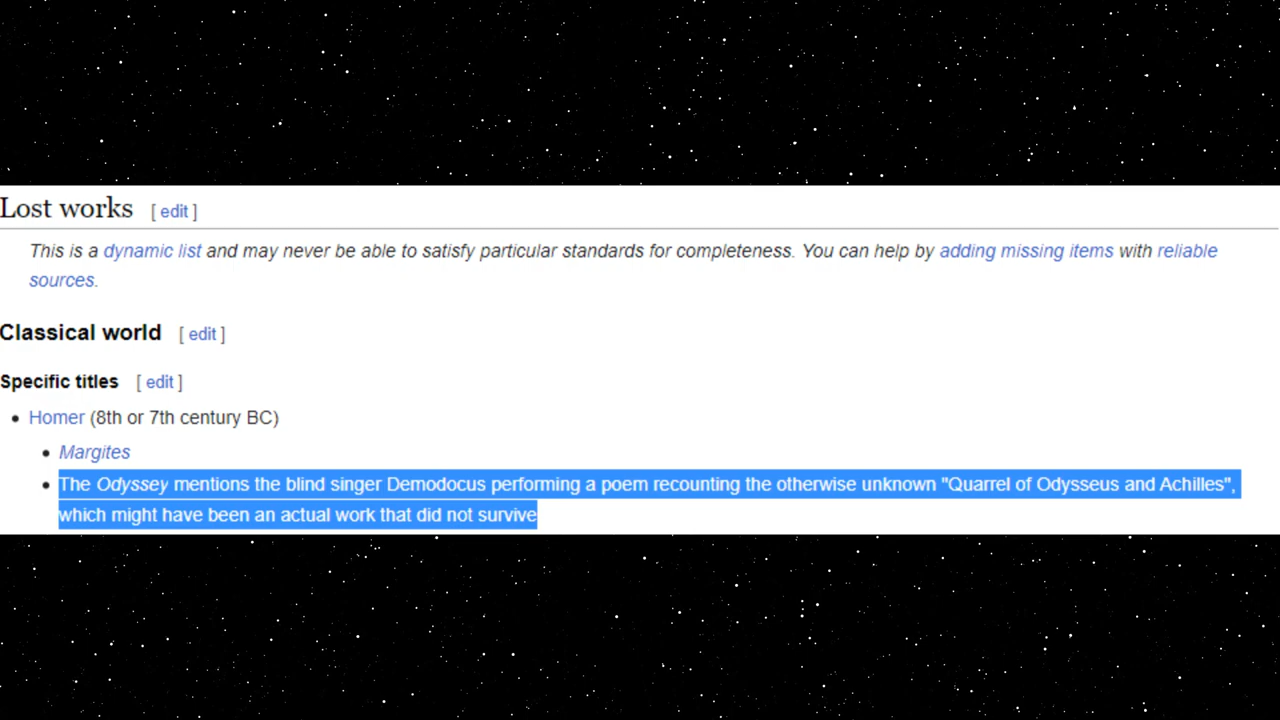 Lost works [ edit ]
This is a dynamic list and may never be able to satisfy particular standards for completeness. You can help by adding missing items with reliable
sources.
Classical world [ edit ]
Specific titles [ edit ]
• Homer (8th or 7th century BC)
• Margites
• The Odyssey mentions the blind singer Demodocus performing a poem recounting the otherwise unknown "Quarrel of Odysseus and Achilles",
which might have been an actual work that did not survive